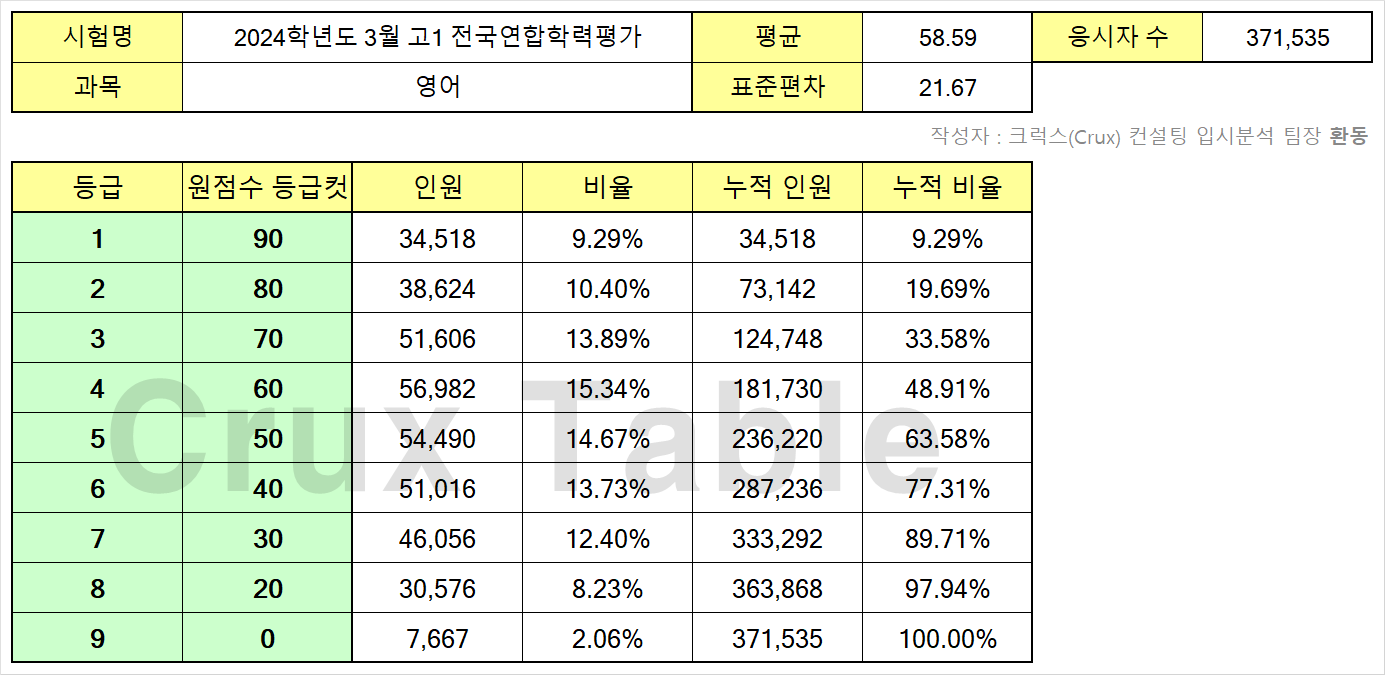 시험명 2024학년도 3월 고1 전국연합학력평가 평균 58.59 응시자 수 371,535
과목 영어 표준편차 21.67
작성자 : 크럭스(Crux) 컨설팅 입시분석 팀장 환동
등급 원점수 등급컷 인원 비율 누적 인원 누적 비율
1 90 34,518 9.29% 34,518 9.29%
2 80 38,624 10.40% 73,142 19.69%
3 70 51,606 13.89% 124,748 33.58%
4 60 56,982 15.34% 181,730 48.91%
5 50 54,490 14.67% 236,220 63.58%
6 40 51,016 13.73% 287,236 77.31%
7 30 46,056 12.40% 333,292 89.71%
8 20 30,576 8.23% 363,868 97.94%
9 0 7,667 2.06% 371,535 100.00%
Crux Table